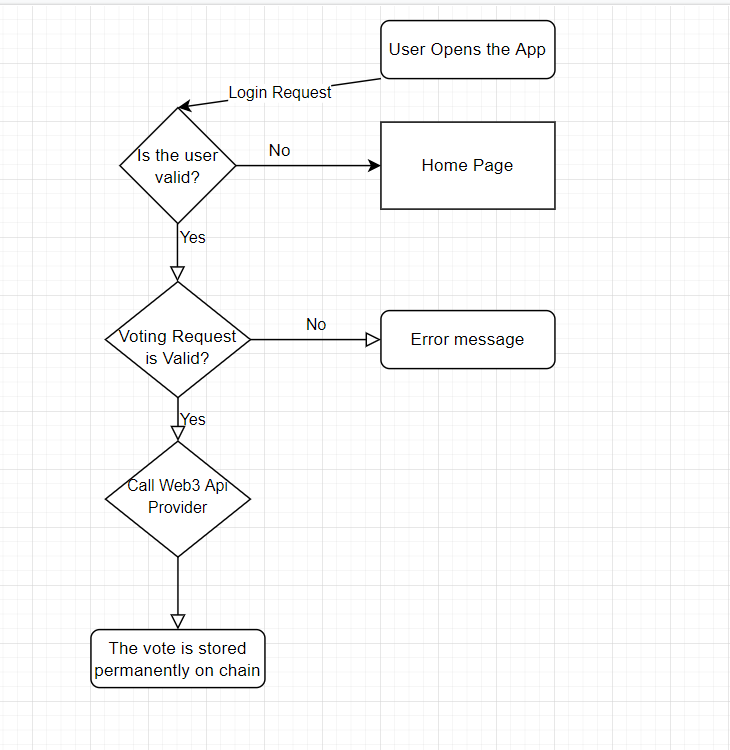 User Opens the App
Login Request
Is the user
valid?
No
Home Page
Yes
Voting Request
is Valid?
No
Error message
Yes
Call Web3 Api
Provider
The vote is stored
permanently on chain